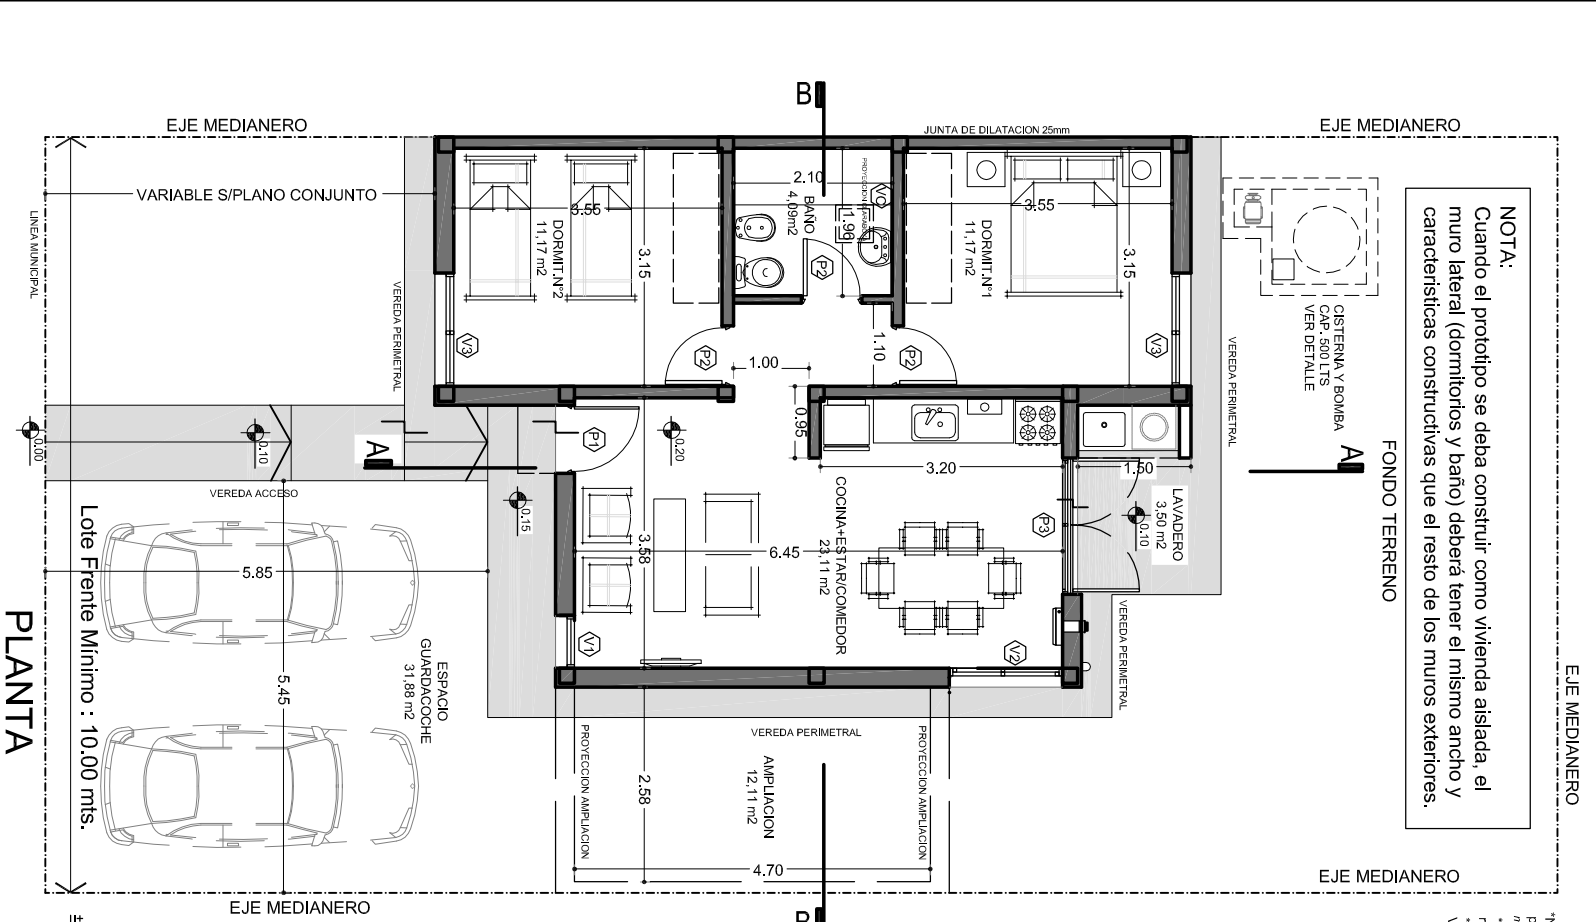 B
EJE MEDIANERO
JUNTA DE DILATACION 25mm
EJE MEDIANERO
VARIABLE S/PLANO CONJUNTO
LINEA MUNICIPAL
VEREDA PERIMETRAL
3.55
DORMIT.N°2
11,17 m2
3.15
V3
P2
2.10
BAÑO
4,09m2
1.96
VC
P2
1.00
1.10
P2
3.55
DORMIT.N°1
11,17 m2
3.15
V3
VEREDA PERIMETRAL
CISTERNA Y BOMBA
CAP. 500 LTS
VER DETALLE
NOTA:
Cuando el prototipo se deba construir como vivienda aislada, el
muro lateral (dormitorios y baño) deberá tener el mismo ancho y
caracteristicas constructivas que el resto de los muros exteriores.
0.00
0.10
A
P1
0.20
0.95
3.20
1.50
A
FONDO TERRENO
VEREDA ACCESO
0.15
LAVADERO
3,50 m2
0.10
P3
COCINA+ESTAR/COMEDOR
23,11 m2
6.45
3.58
5.85
V1
V2
VEREDA PERIMETRAL
Lote Frente Mínimo : 10.00 mts.
PLANTA
ESPACIO
GUARDACOCHE
31,88 m2
5.45
PROYECCION AMPLIACION
VEREDA PERIMETRAL
PROYECCION AMPLIACION
AMPLIACION
12,11 m2
2.58
4.70
EJE MEDIANERO
EJE MEDIANERO
EJE MEDIANERO
B